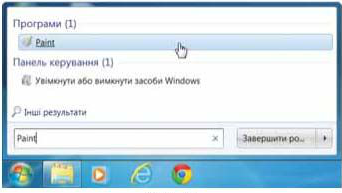 Програми (1)
Paint
Панель керування (1)
Увімкнути або вимкнути засоби Windows
Інші результати
Paint
Завершити ро...